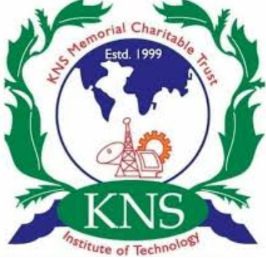 KNS Memorial Charitable Trust
Estd. 1999
KNS
Institute of Technology